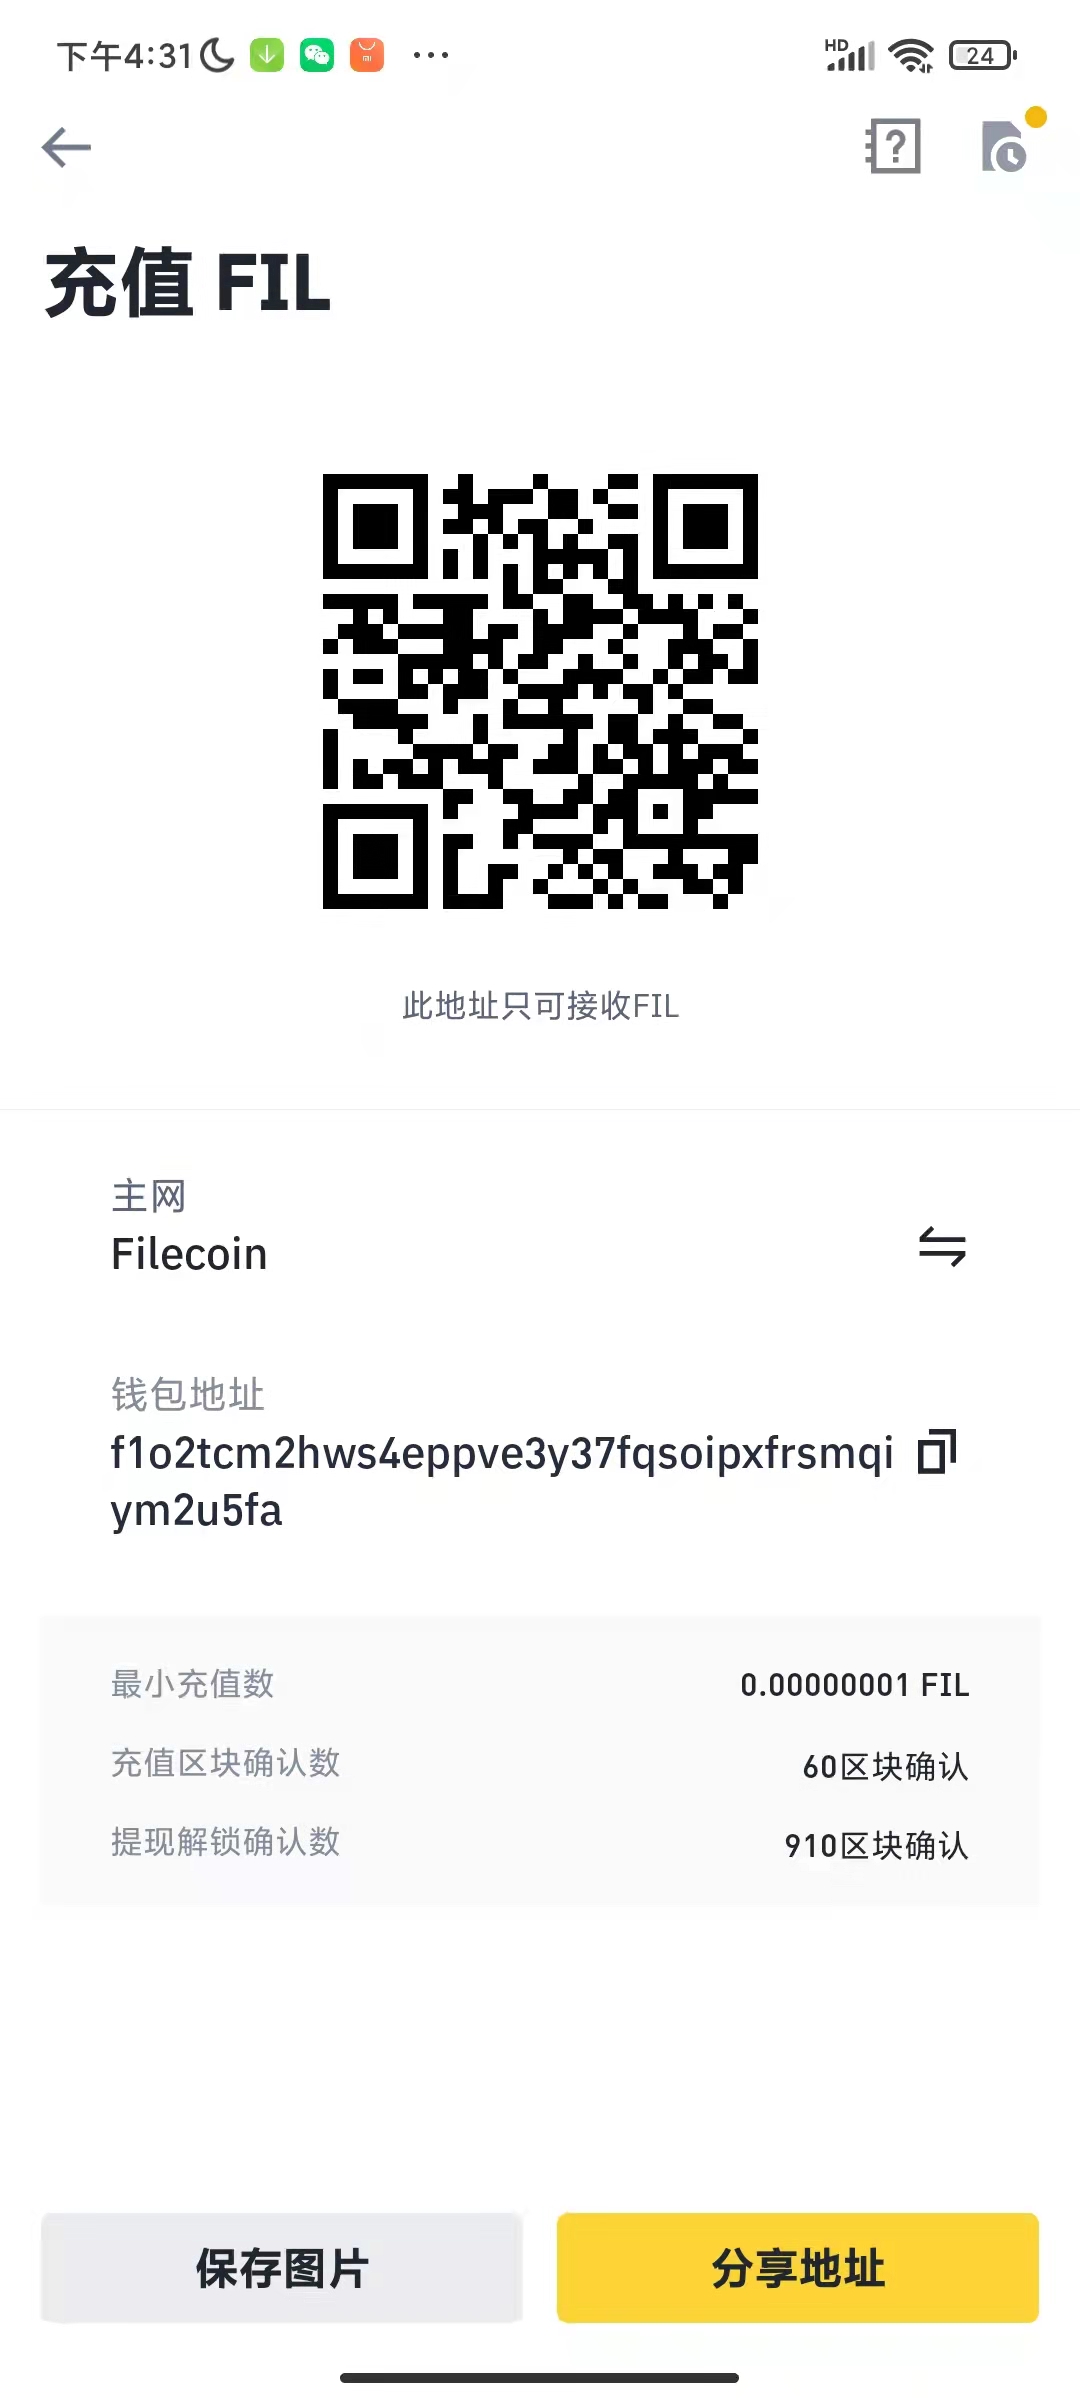 下午4:31
HD
24
充值 FIL
此地址只可接收FIL
主网
Filecoin
钱包地址
f1o2tcm2hws4eppve3y37fqsoipxfrsmqi
ym2u5fa
最小充值数 0.00000001 FIL
充值区块确认数 60区块确认
提现解锁确认数 910区块确认
保存图片 分享地址